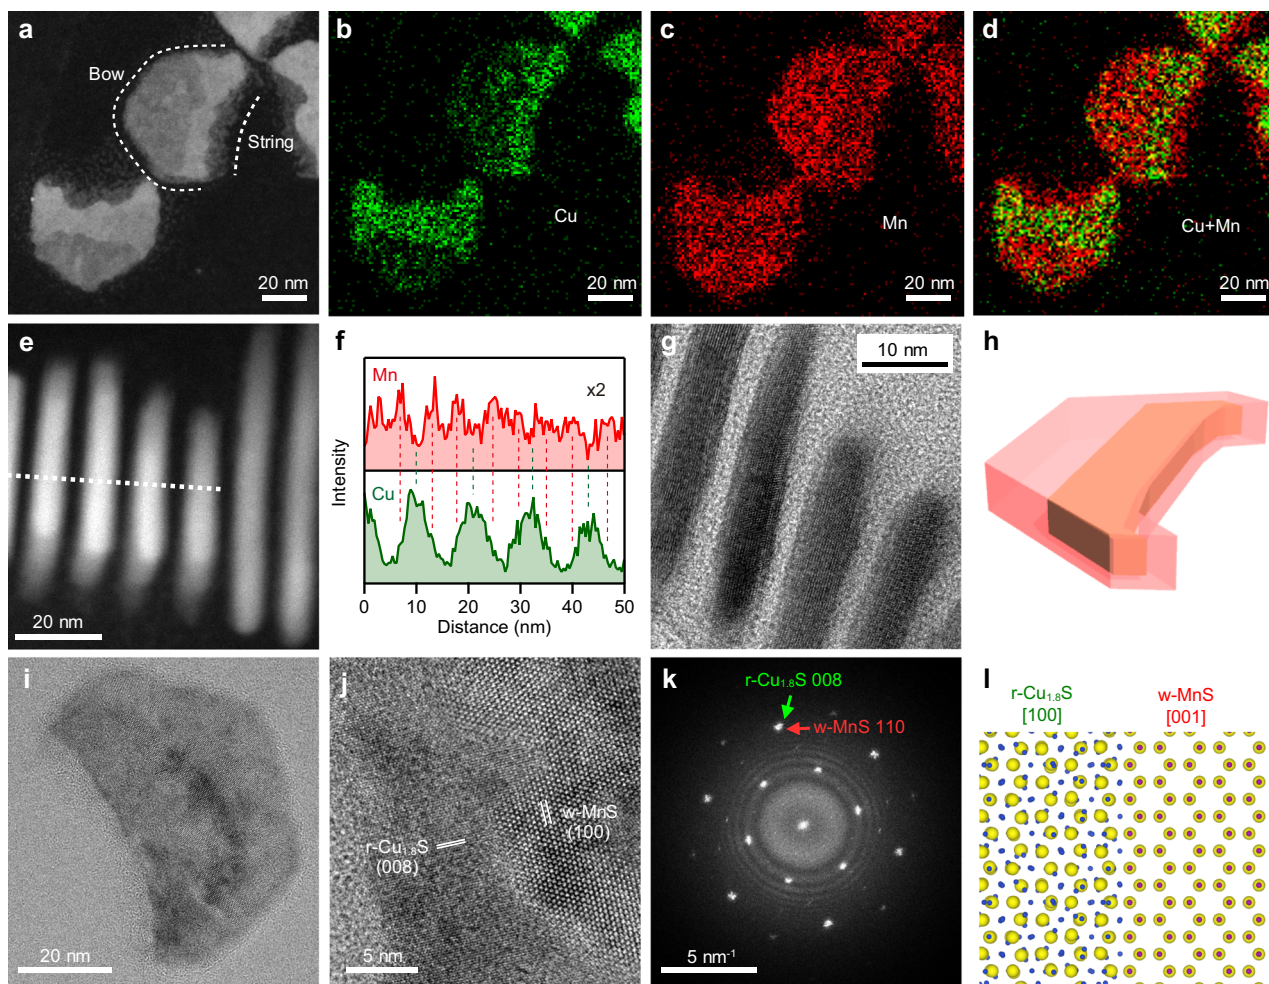 a
Bow
String
20 nm
b
Cu
20 nm
c
Mn
20 nm
d
Cu+Mn
20 nm
e
20 nm
f
Mn
x2
Cu
Intensity
0 10 20 30 40 50
Distance (nm)
g
10 nm
h
i
20 nm
j
w-MnS
(100)
r-Cu₁.₈S
(008)
5 nm
k
r-Cu₁.₈S 008
w-MnS 110
5 nm⁻¹
l
r-Cu₁.₈S
[100]
w-MnS
[001]